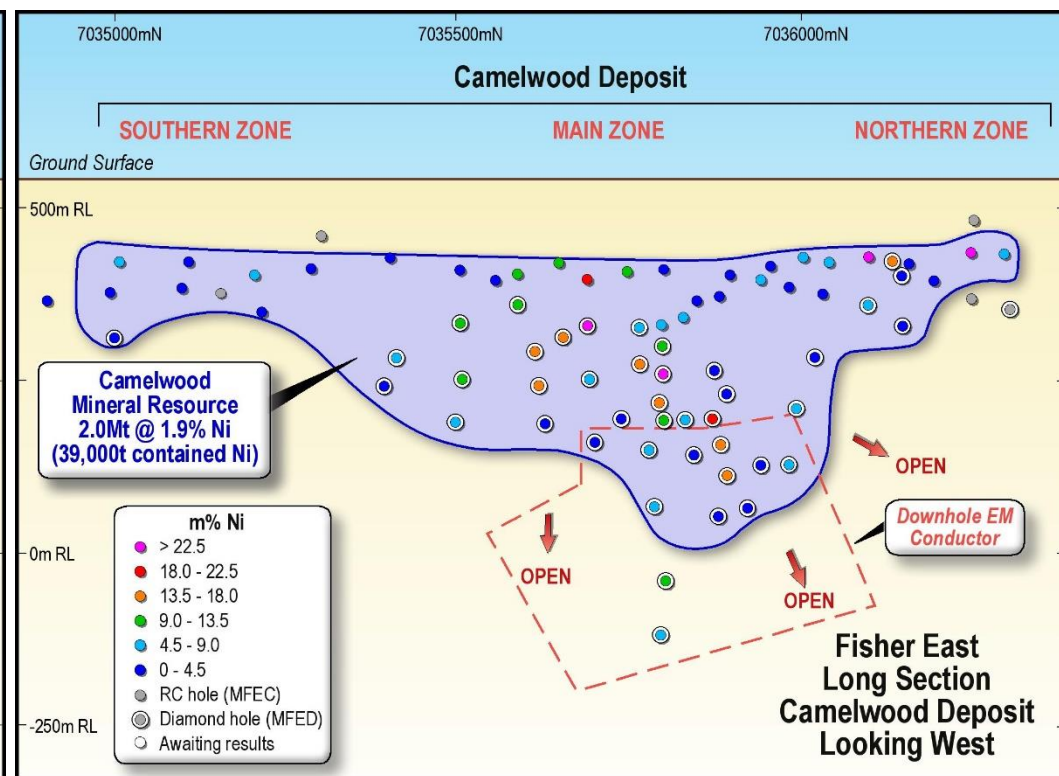 7035000mN
7035500mN
7036000mN
Camelwood Deposit
SOUTHERN ZONE
MAIN ZONE
NORTHERN ZONE
Ground Surface
500m RL
Camelwood
Mineral Resource
2.0Mt @ 1.9% Ni
(39,000t contained Ni)
OPEN
Downhole EM
Conductor
m% Ni
> 22.5
18.0 - 22.5
13.5 - 18.0
9.0 - 13.5
4.5 - 9.0
0 - 4.5
RC hole (MFEC)
Diamond hole (MFED)
Awaiting results
0m RL
OPEN
OPEN
Fisher East
Long Section
Camelwood Deposit
Looking West
-250m RL